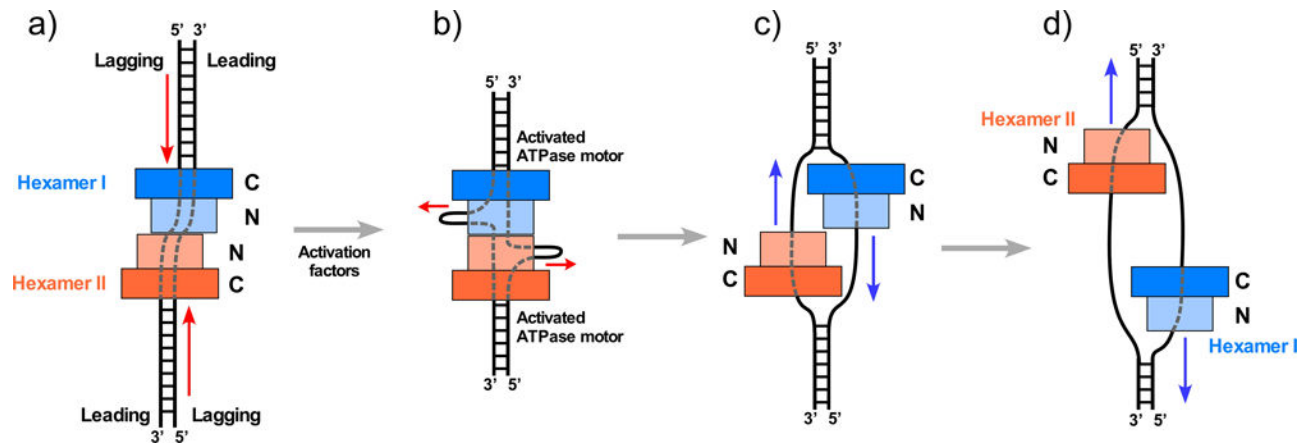 a)
5’ 3’
Lagging
Leading
Hexamer I
C
N
N
Hexamer II
C
Leading
Lagging
3’ 5’
Activation
factors
b)
5’ 3’
Activated
ATPase motor
Activated
ATPase motor
3’ 5’
c)
5’ 3’
C
N
N
C
3’ 5’
d)
5’ 3’
Hexamer II
N
C
C
N
Hexamer I
3’ 5’